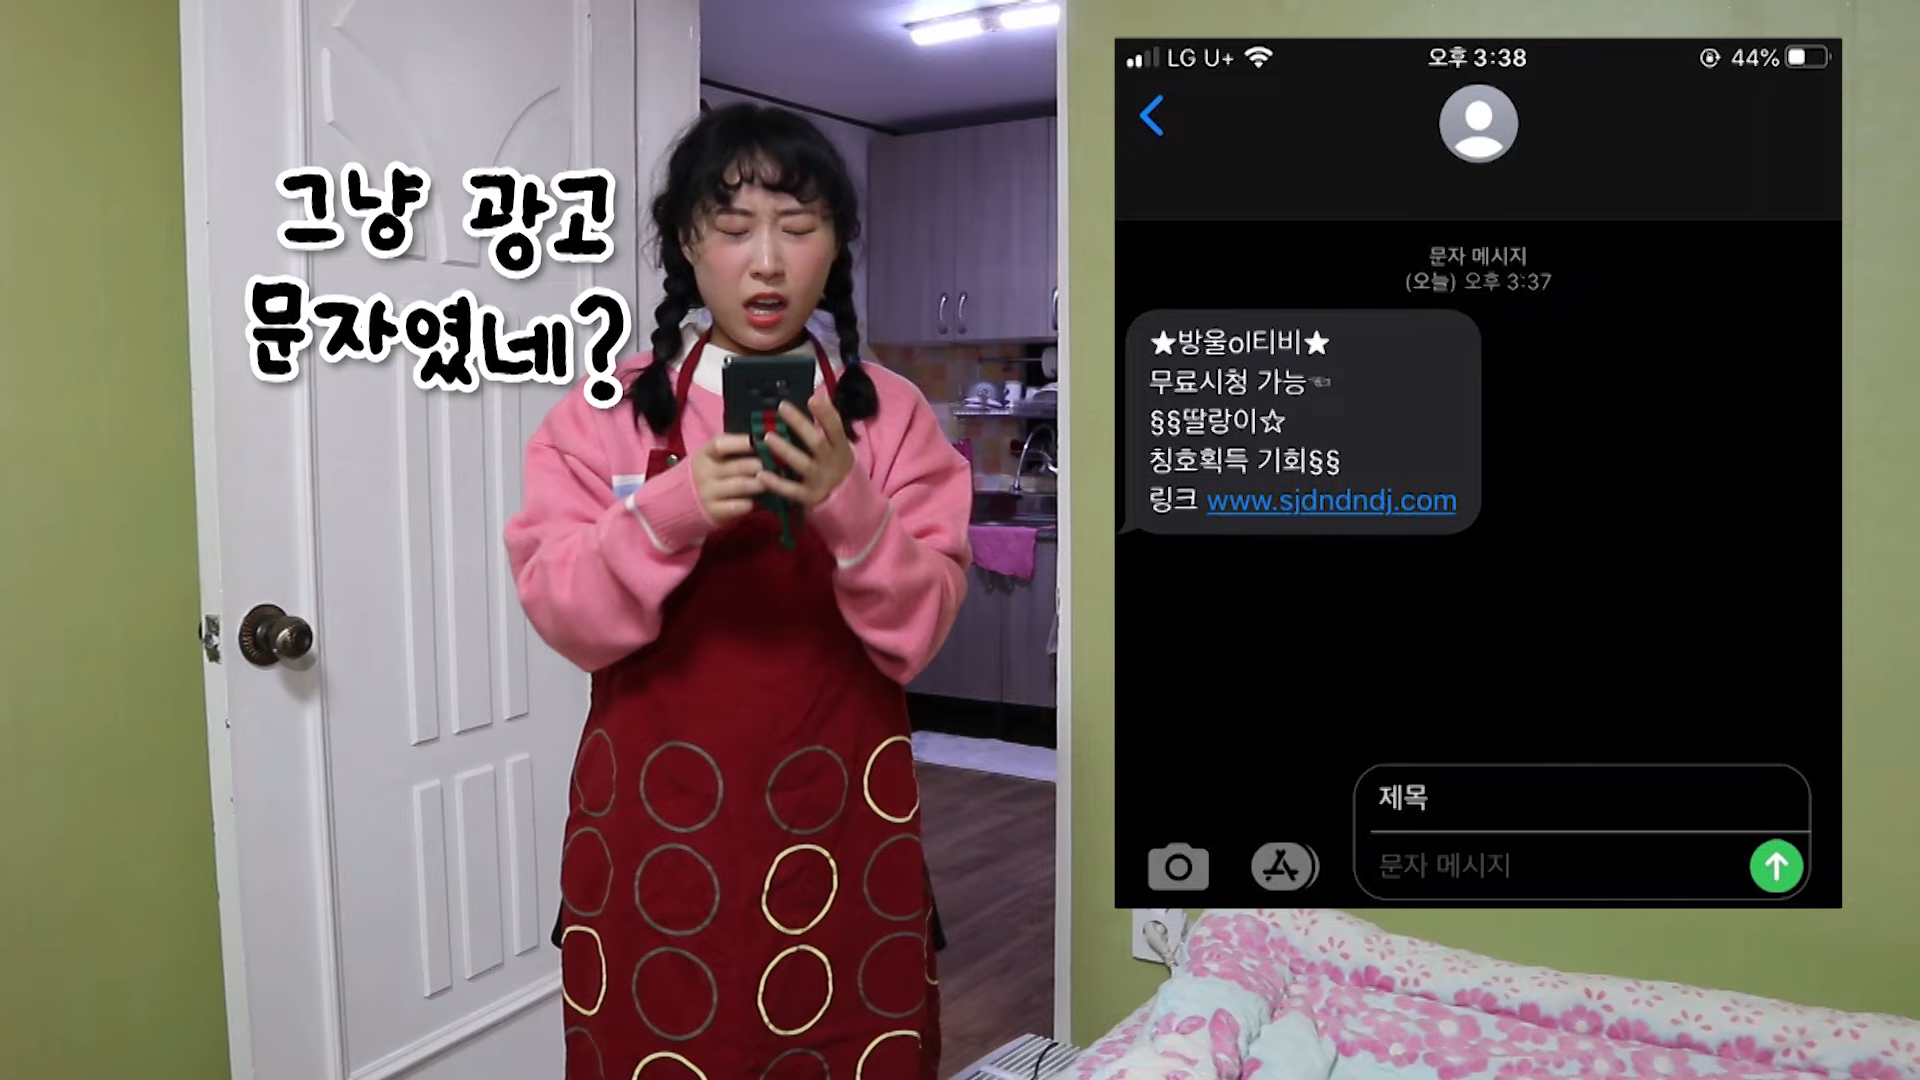 그냥 광고
문자였네?
LG U+ 오후 3:38 44%
문자 메시지
(오늘) 오후 3:37
★방울o|티비★
무료시청 가능☜
§§딸랑이☆
칭호획득 기회§§
링크 www.sjdndndj.com
제목
문자 메시지